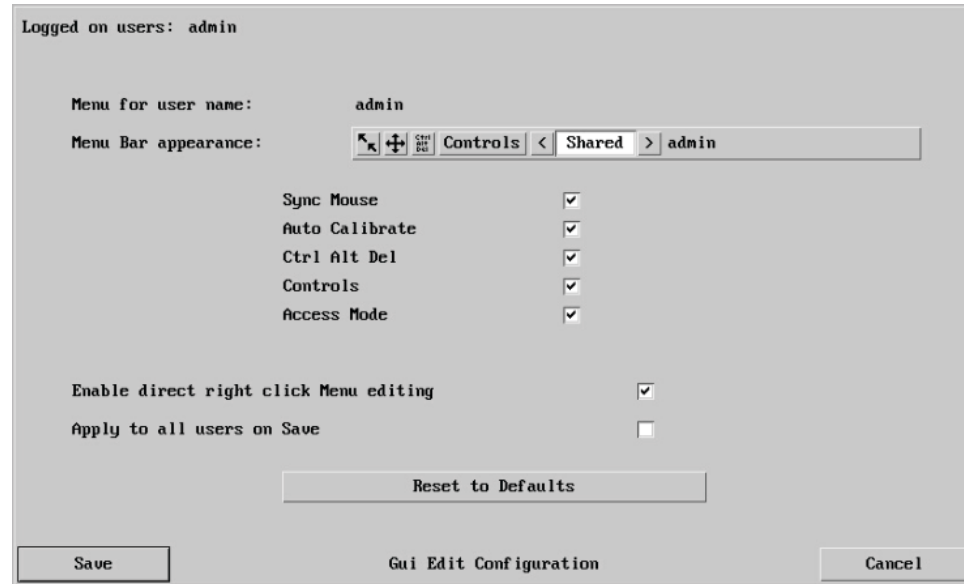 Logged on users: admin
Menu for user name: admin
Menu Bar appearance: Ctrl Alt Del Controls < Shared > admin
Sync Mouse
Auto Calibrate
Ctrl Alt Del
Controls
Access Mode
Enable direct right click Menu editing
Apply to all users on Save
Reset to Defaults
Save Gui Edit Configuration Cancel